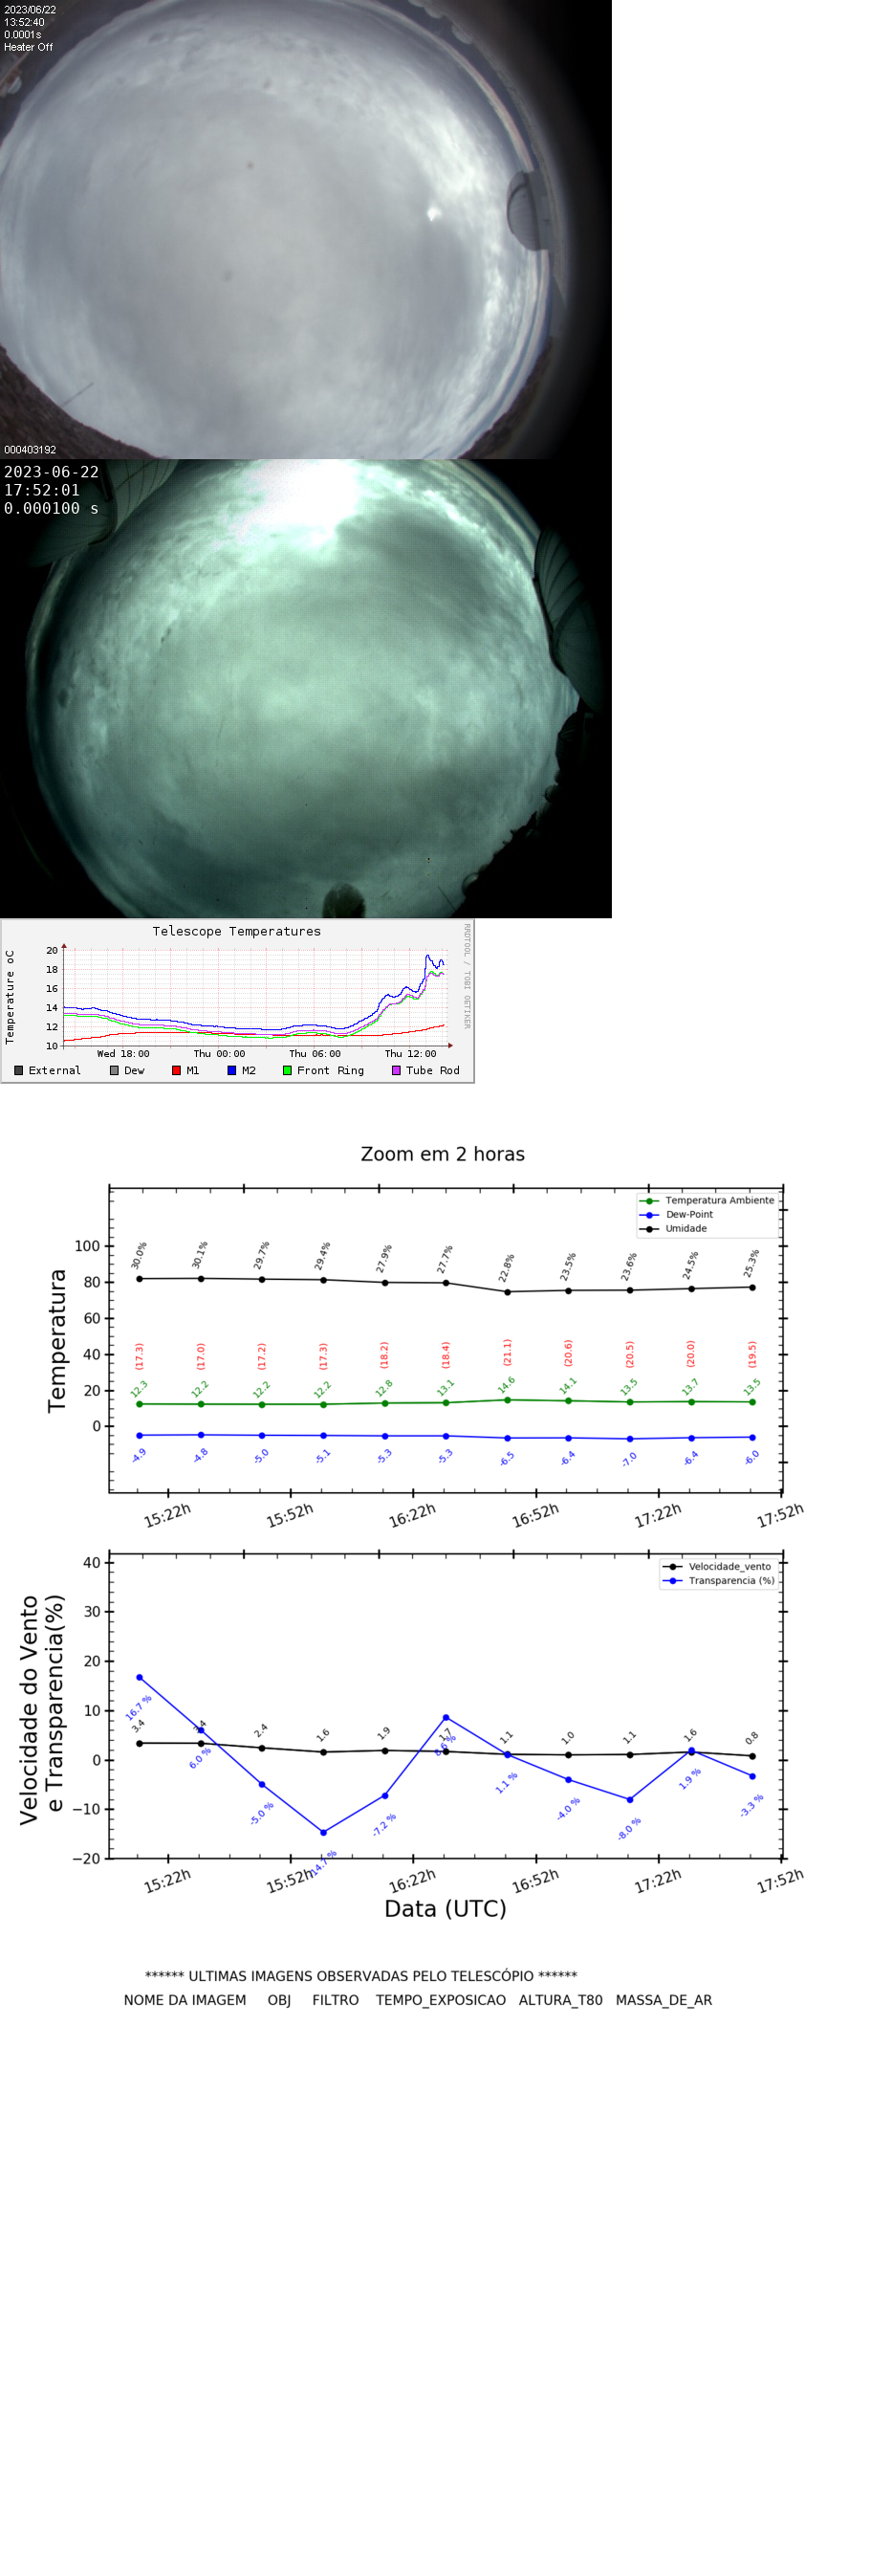 2023/06/22
13:52:40
0.0001s
Heater Off
000403192
2023-06-22
17:52:01
0.000100 s
Telescope Temperatures
RRDTOOL / TOBI OETIKER
Temperature oC
20
18
16
14
12
10
Wed 18:00 Thu 00:00 Thu 06:00 Thu 12:00
External Dew M1 M2 Front Ring Tube Rod
Zoom em 2 horas
Temperatura Ambiente
Dew-Point
Umidade
Temperatura
100
80
60
40
20
0
30.0% 30.1% 29.7% 29.4% 27.9% 27.7% 22.8% 23.5% 23.6% 24.5% 25.3%
(17.3) (17.0) (17.2) (17.3) (18.2) (18.4) (21.1) (20.6) (20.5) (20.0) (19.5)
12.3 12.2 12.2 12.2 12.8 13.1 14.6 14.1 13.5 13.7 13.5
-4.9 -4.8 -5.0 -5.1 -5.3 -5.3 -6.5 -6.4 -7.0 -6.4 -6.0
15:22h 15:52h 16:22h 16:52h 17:22h 17:52h
Velocidade_vento
Transparencia (%)
Velocidade do Vento
e Transparencia(%)
40
30
20
10
0
−10
−20
3.4 3.4 2.4 1.6 1.9 1.7 1.1 1.0 1.1 1.6 0.8
16.7 % 6.0 % -5.0 % -14.7 % -7.2 % 8.6 % 1.1 % -4.0 % -8.0 % 1.9 % -3.3 %
15:22h 15:52h 16:22h 16:52h 17:22h 17:52h
Data (UTC)
****** ULTIMAS IMAGENS OBSERVADAS PELO TELESCÓPIO ******
NOME DA IMAGEM OBJ FILTRO TEMPO_EXPOSICAO ALTURA_T80 MASSA_DE_AR